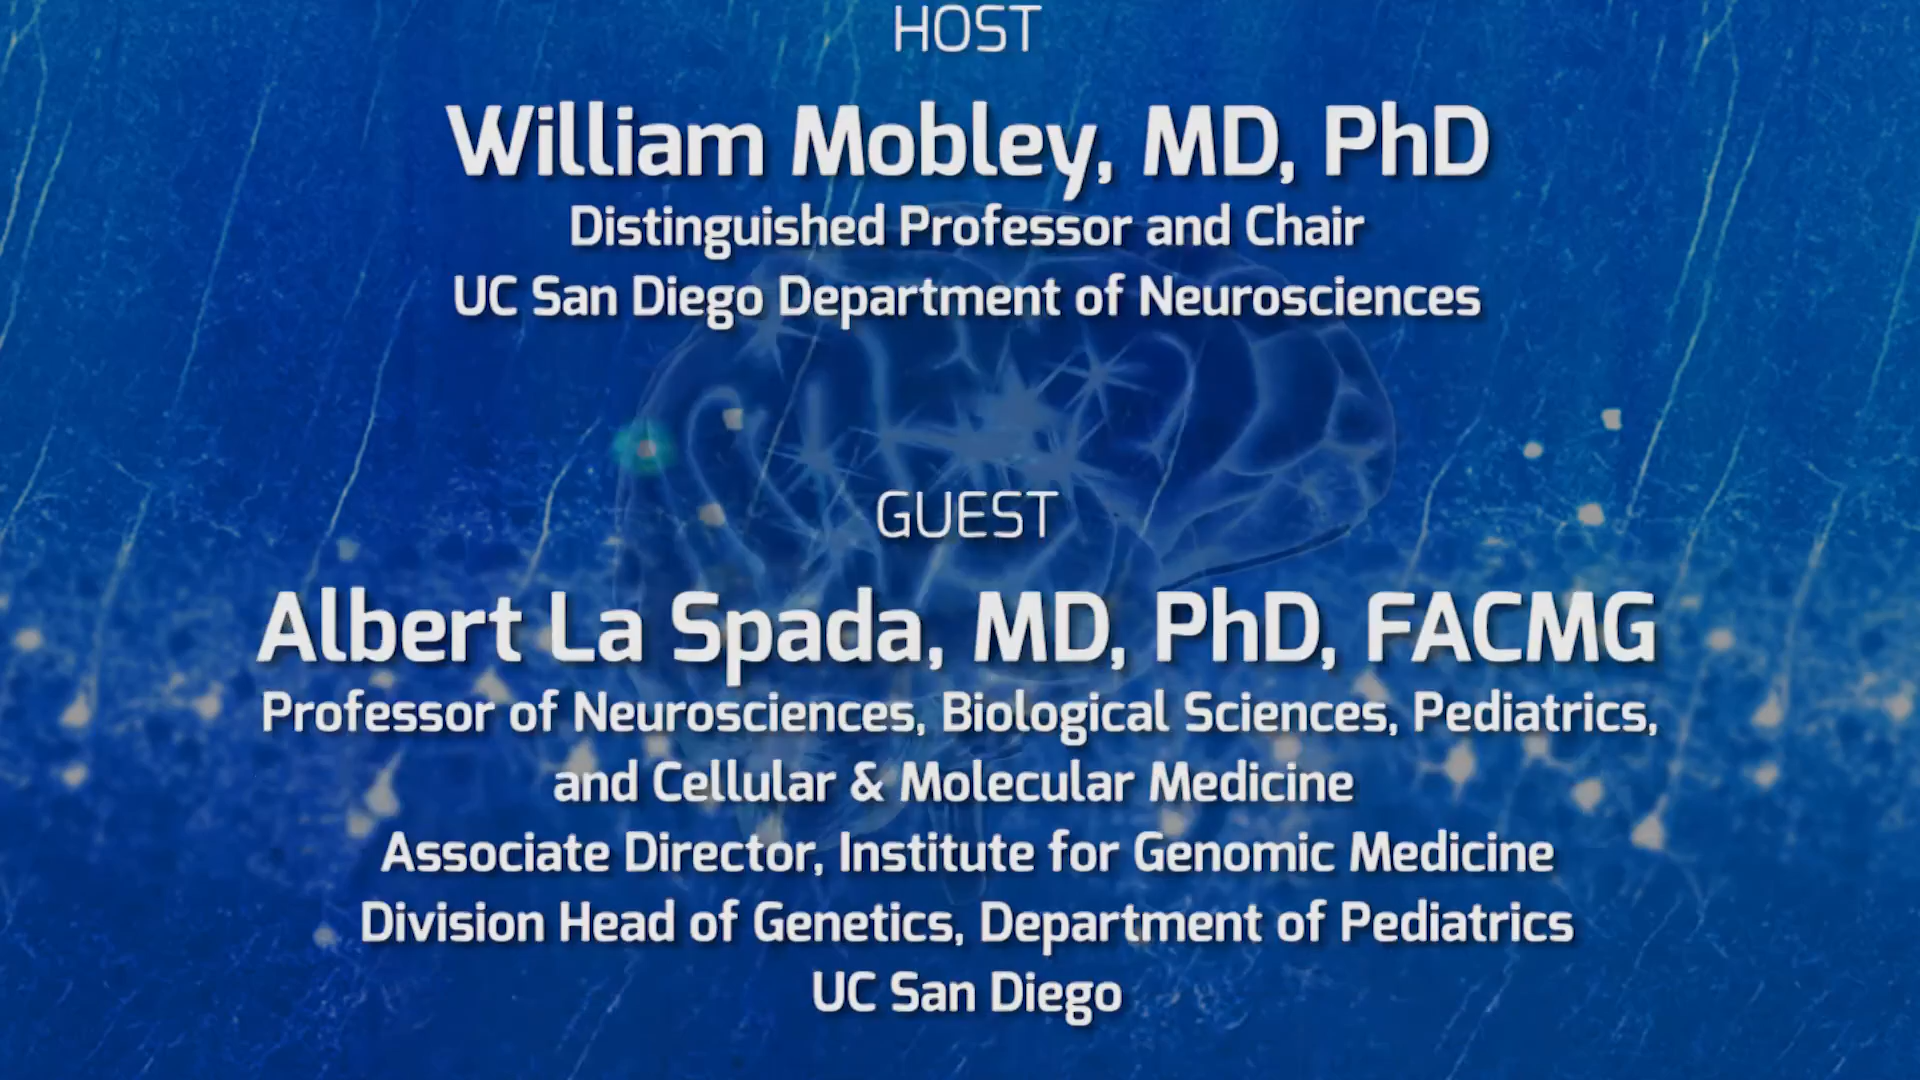 HOST
William Mobley, MD, PhD
Distinguished Professor and Chair
UC San Diego Department of Neurosciences
GUEST
Albert La Spada, MD, PhD, FACMG
Professor of Neurosciences, Biological Sciences, Pediatrics,
and Cellular & Molecular Medicine
Associate Director, Institute for Genomic Medicine
Division Head of Genetics, Department of Pediatrics
UC San Diego